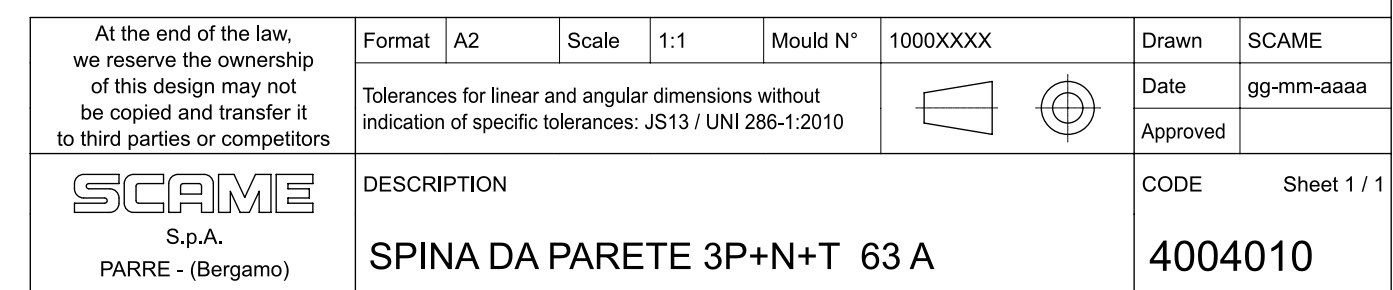 At the end of the law,
we reserve the ownership
of this design may not
be copied and transfer it
to third parties or competitors
Format A2 Scale 1:1 Mould N° 1000XXXX
Tolerances for linear and angular dimensions without
indication of specific tolerances: JS13 / UNI 286-1:2010
Drawn SCAME
Date gg-mm-aaaa
Approved
SCAME
S.p.A.
PARRE - (Bergamo)
DESCRIPTION
SPINA DA PARETE 3P+N+T 63 A
CODE Sheet 1 / 1
4004010